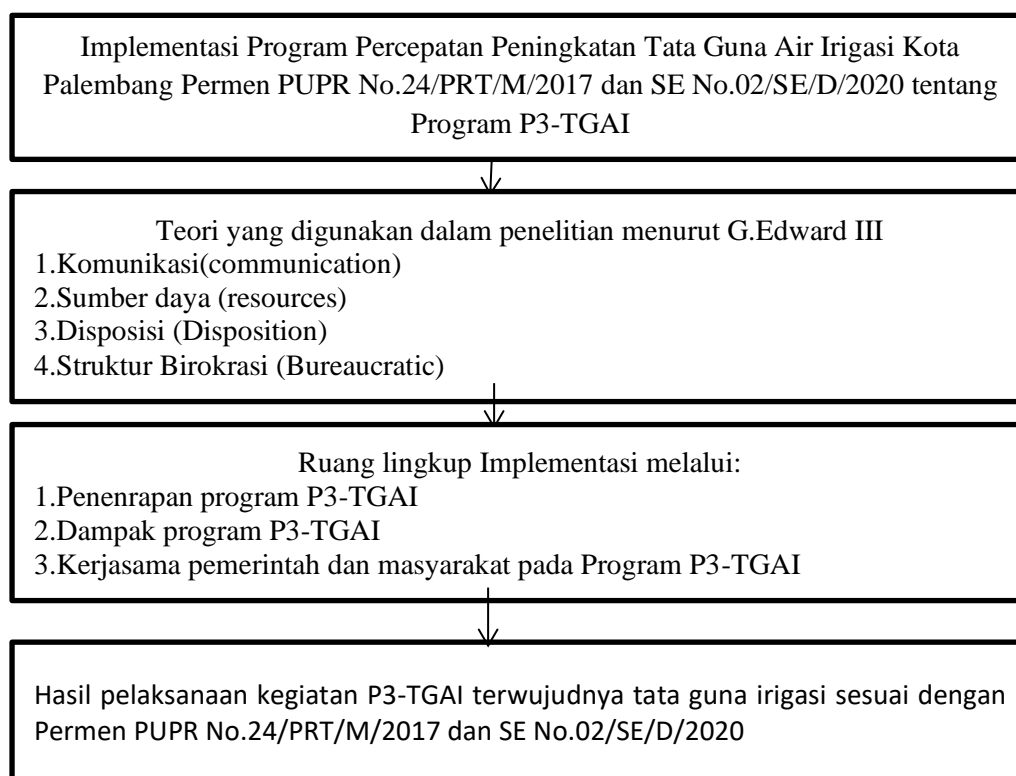 Implementasi Program Percepatan Peningkatan Tata Guna Air Irigasi Kota
Palembang Permen PUPR No.24/PRT/M/2017 dan SE No.02/SE/D/2020 tentang
Program P3-TGAI
Teori yang digunakan dalam penelitian menurut G.Edward III
1.Komunikasi(communication)
2.Sumber daya (resources)
3.Disposisi (Disposition)
4.Struktur Birokrasi (Bureaucratic)
Ruang lingkup Implementasi melalui:
1.Penenrapan program P3-TGAI
2.Dampak program P3-TGAI
3.Kerjasama pemerintah dan masyarakat pada Program P3-TGAI
Hasil pelaksanaan kegiatan P3-TGAI terwujudnya tata guna irigasi sesuai dengan
Permen PUPR No.24/PRT/M/2017 dan SE No.02/SE/D/2020